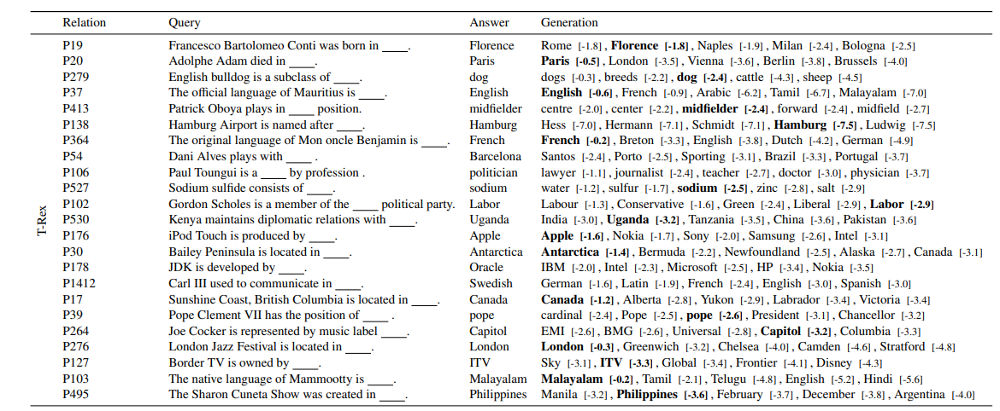 Relation Query Answer Generation
P19 Francesco Bartolomeo Conti was born in ____. Florence Rome [-1.8] , Florence [-1.8] , Naples [-1.9] , Milan [-2.4] , Bologna [-2.5]
P20 Adolphe Adam died in ____. Paris Paris [-0.5] , London [-3.5] , Vienna [-3.6] , Berlin [-3.8] , Brussels [-4.0]
P279 English bulldog is a subclass of ____. dog dogs [-0.3] , breeds [-2.2] , dog [-2.4] , cattle [-4.3] , sheep [-4.5]
P37 The official language of Mauritius is ____. English English [-0.6] , French [-0.9] , Arabic [-6.2] , Tamil [-6.7] , Malayalam [-7.0]
P413 Patrick Oboya plays in ____ position. midfielder centre [-2.0] , center [-2.2] , midfielder [-2.4] , forward [-2.4] , midfield [-2.7]
P138 Hamburg Airport is named after ____. Hamburg Hess [-7.0] , Hermann [-7.1] , Schmidt [-7.1] , Hamburg [-7.5] , Ludwig [-7.5]
P364 The original language of Mon oncle Benjamin is ____. French French [-0.2] , Breton [-3.3] , English [-3.8] , Dutch [-4.2] , German [-4.9]
P54 Dani Alves plays with ____ . Barcelona Santos [-2.4] , Porto [-2.5] , Sporting [-3.1] , Brazil [-3.3] , Portugal [-3.7]
P106 Paul Toungui is a ____ by profession . politician lawyer [-1.1] , journalist [-2.4] , teacher [-2.7] , doctor [-3.0] , physician [-3.7]
P527 Sodium sulfide consists of ____. sodium water [-1.2] , sulfur [-1.7] , sodium [-2.5] , zinc [-2.8] , salt [-2.9]
P102 Gordon Scholes is a member of the ____ political party. Labor Labour [-1.3] , Conservative [-1.6] , Green [-2.4] , Liberal [-2.9] , Labor [-2.9]
P530 Kenya maintains diplomatic relations with ____. Uganda India [-3.0] , Uganda [-3.2] , Tanzania [-3.5] , China [-3.6] , Pakistan [-3.6]
P176 iPod Touch is produced by ____. Apple Apple [-1.6] , Nokia [-1.7] , Sony [-2.0] , Samsung [-2.6] , Intel [-3.1]
T-Rex
P30 Bailey Peninsula is located in ____. Antarctica Antarctica [-1.4] , Bermuda [-2.2] , Newfoundland [-2.5] , Alaska [-2.7] , Canada [-3.1]
P178 JDK is developed by ____. Oracle IBM [-2.0] , Intel [-2.3] , Microsoft [-2.5] , HP [-3.4] , Nokia [-3.5]
P1412 Carl III used to communicate in ____. Swedish German [-1.6] , Latin [-1.9] , French [-2.4] , English [-3.0] , Spanish [-3.0]
P17 Sunshine Coast, British Columbia is located in ____. Canada Canada [-1.2] , Alberta [-2.8] , Yukon [-2.9] , Labrador [-3.4] , Victoria [-3.4]
P39 Pope Clement VII has the position of ____ . pope cardinal [-2.4] , Pope [-2.5] , pope [-2.6] , President [-3.1] , Chancellor [-3.2]
P264 Joe Cocker is represented by music label ____. Capitol EMI [-2.6] , BMG [-2.6] , Universal [-2.8] , Capitol [-3.2] , Columbia [-3.3]
P276 London Jazz Festival is located in ____. London London [-0.3] , Greenwich [-3.2] , Chelsea [-4.0] , Camden [-4.6] , Stratford [-4.8]
P127 Border TV is owned by ____. ITV Sky [-3.1] , ITV [-3.3] , Global [-3.4] , Frontier [-4.1] , Disney [-4.3]
P103 The native language of Mammootty is ____. Malayalam Malayalam [-0.2] , Tamil [-2.1] , Telugu [-4.8] , English [-5.2] , Hindi [-5.6]
P495 The Sharon Cuneta Show was created in ____. Philippines Manila [-3.2] , Philippines [-3.6] , February [-3.7] , December [-3.8] , Argentina [-4.0]